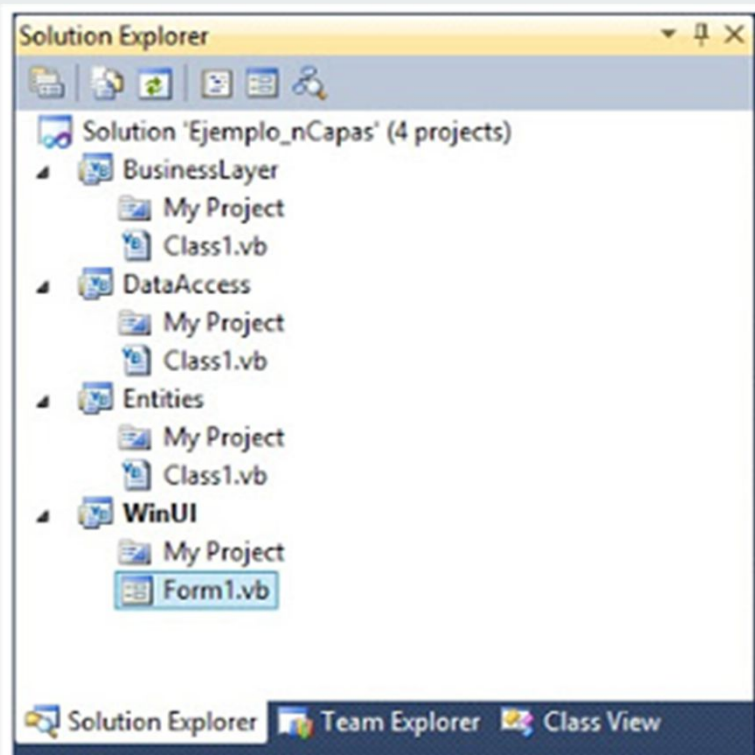 Solution Explorer
Solution 'Ejemplo_nCapas' (4 projects)
BusinessLayer
My Project
Class1.vb
DataAccess
My Project
Class1.vb
Entities
My Project
Class1.vb
WinUI
My Project
Form1.vb
Solution Explorer Team Explorer Class View